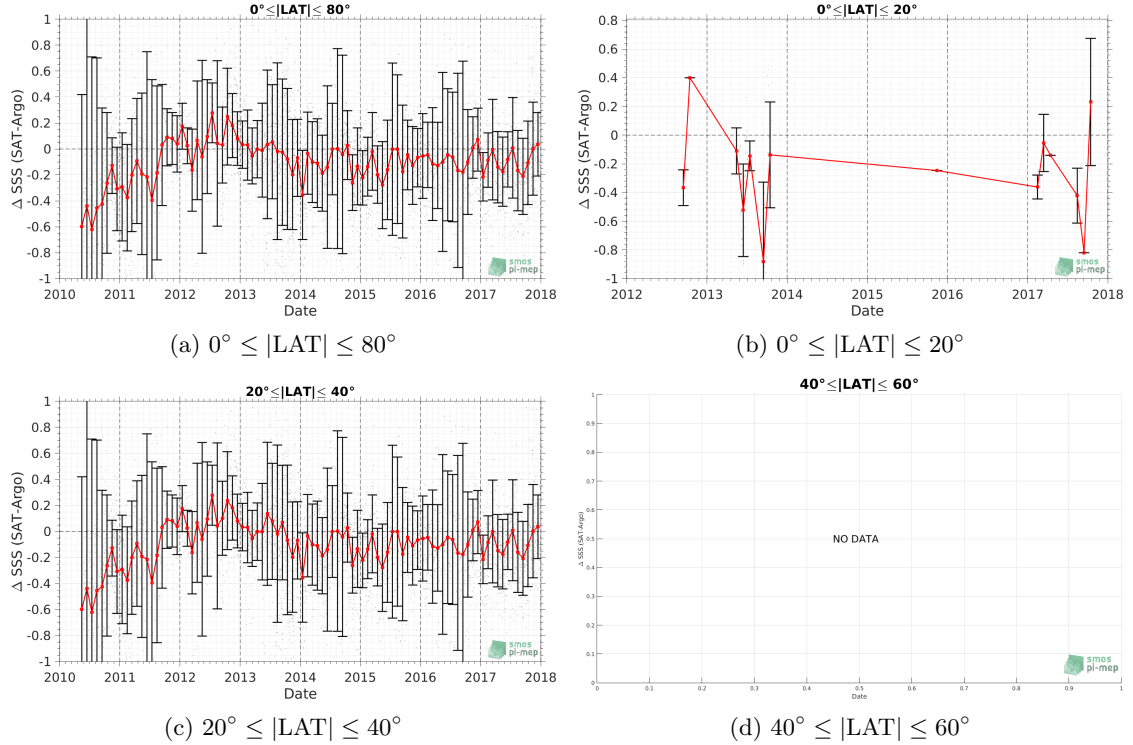 0°≤|LAT|≤ 80°
1
0.8
0.6
0.4
0.2
0
-0.2
-0.4
-0.6
-0.8
-1
Δ SSS (SAT-Argo)
2010 2011 2012 2013 2014 2015 2016 2017 2018
Date
smos
pi-mep
(a) 0° ≤ |LAT| ≤ 80°
0°≤|LAT|≤ 20°
0.8
0.6
0.4
0.2
0
-0.2
-0.4
-0.6
-0.8
-1
Δ SSS (SAT-Argo)
2012 2013 2014 2015 2016 2017 2018
Date
smos
pi-mep
(b) 0° ≤ |LAT| ≤ 20°
20°≤|LAT|≤ 40°
1
0.8
0.6
0.4
0.2
0
-0.2
-0.4
-0.6
-0.8
-1
Δ SSS (SAT-Argo)
2010 2011 2012 2013 2014 2015 2016 2017 2018
Date
smos
pi-mep
(c) 20° ≤ |LAT| ≤ 40°
40°≤|LAT|≤ 60°
1
0.9
0.8
0.7
0.6
0.5
0.4
0.3
0.2
0.1
0
Δ SSS (SAT-Argo)
NO DATA
0 0.1 0.2 0.3 0.4 0.5 0.6 0.7 0.8 0.9 1
Date
smos
pi-mep
(d) 40° ≤ |LAT| ≤ 60°